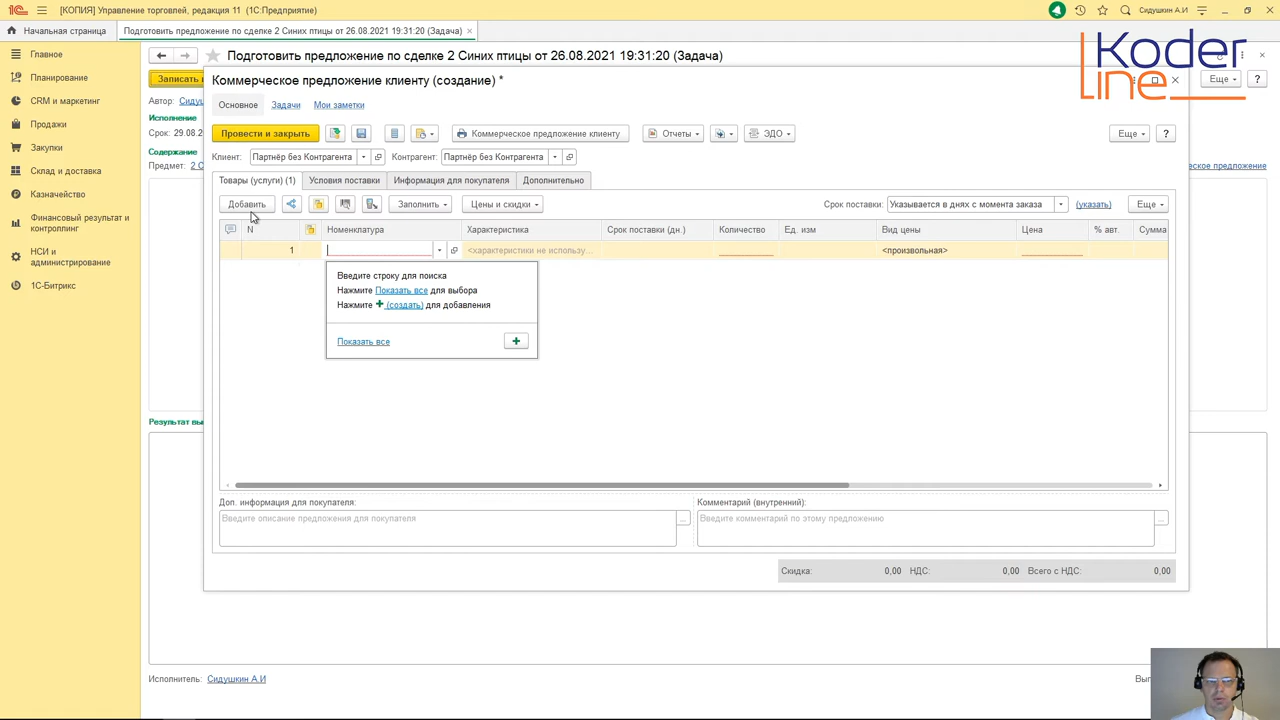 [КОПИЯ] Управление торговлей, редакция 11 (1С:Предприятие)
Сидушкин А.И
Начальная страница
Подготовить предложение по сделке 2 Синих птицы от 26.08.2021 19:31:20 (Задача)
Главное
Планирование
CRM и маркетинг
Продажи
Закупки
Склад и доставка
Казначейство
Финансовый результат и контроллинг
НСИ и администрирование
1С-Битрикс
Подготовить предложение по сделке 2 Синих птицы от 26.08.2021 19:31:20 (Задача)
Koder
line
Записать
Еще
?
Автор:
Исполнение
Срок: 29.08.2
Содержание
Предмет: 2 С
еское предложение
Коммерческое предложение клиенту (создание) *
Основное
Задачи
Мои заметки
Провести и закрыть
Коммерческое предложение клиенту
Отчеты
ЭДО
Еще
?
Клиент: Партнёр без Контрагента
Контрагент: Партнёр без Контрагента
Товары (услуги) (1)
Условия поставки
Информация для покупателя
Дополнительно
Добавить
Заполнить
Цены и скидки
Срок поставки: Указывается в днях с момента заказа
(указать)
Еще
N
Номенклатура
Характеристика
Срок поставки (дн.)
Количество
Ед. изм
Вид цены
Цена
% авт.
Сумма
1
<характеристики не использу...
<произвольная>
Введите строку для поиска
Нажмите Показать все для выбора
Нажмите + (создать) для добавления
Показать все
Результат вы
Доп. информация для покупателя:
Введите описание предложения для покупателя
...
Комментарий (внутренний):
Введите комментарий по этому предложению
...
Скидка: 0,00 НДС: 0,00 Всего с НДС: 0,00
Исполнитель: Сидушкин А.И